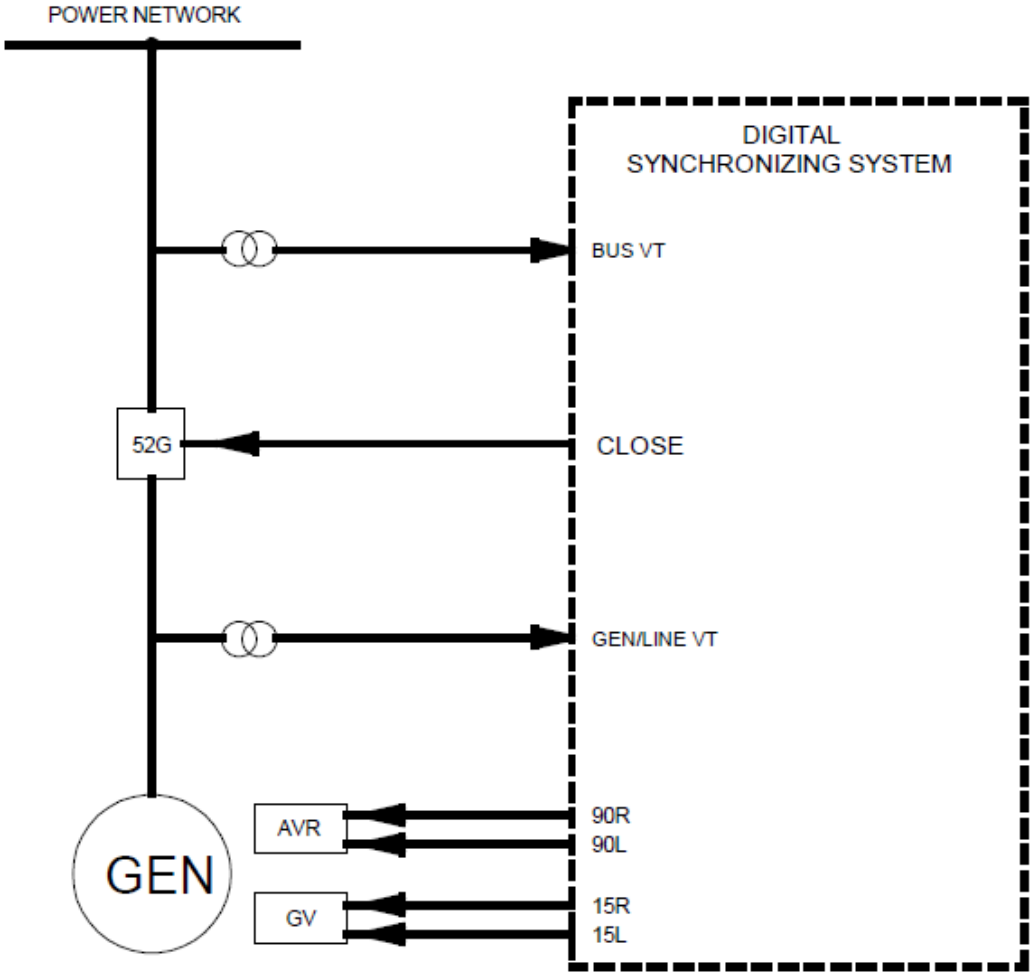 POWER NETWORK
DIGITAL
SYNCHRONIZING SYSTEM
BUS VT
52G
CLOSE
GEN/LINE VT
GEN
AVR
90R
90L
GV
15R
15L